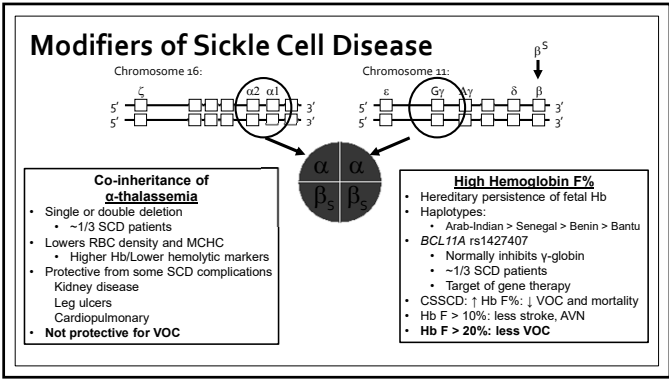 Modifiers of Sickle Cell Disease
βS
Chromosome 16:
Chromosome 11:
ζ α2 α1
ε Gγ Aγ δ β
5’ 3’
5’ 3’
5’ 3’
5’ 3’
α α
βS βS
Co-inheritance of
α-thalassemia
• Single or double deletion
• ~1/3 SCD patients
• Lowers RBC density and MCHC
• Higher Hb/Lower hemolytic markers
• Protective from some SCD complications
Kidney disease
Leg ulcers
Cardiopulmonary
• Not protective for VOC
High Hemoglobin F%
• Hereditary persistence of fetal Hb
• Haplotypes:
• Arab-Indian > Senegal > Benin > Bantu
• BCL11A rs1427407
• Normally inhibits γ-globin
• ~1/3 SCD patients
• Target of gene therapy
• CSSCD: ↑ Hb F%: ↓ VOC and mortality
• Hb F > 10%: less stroke, AVN
• Hb F > 20%: less VOC